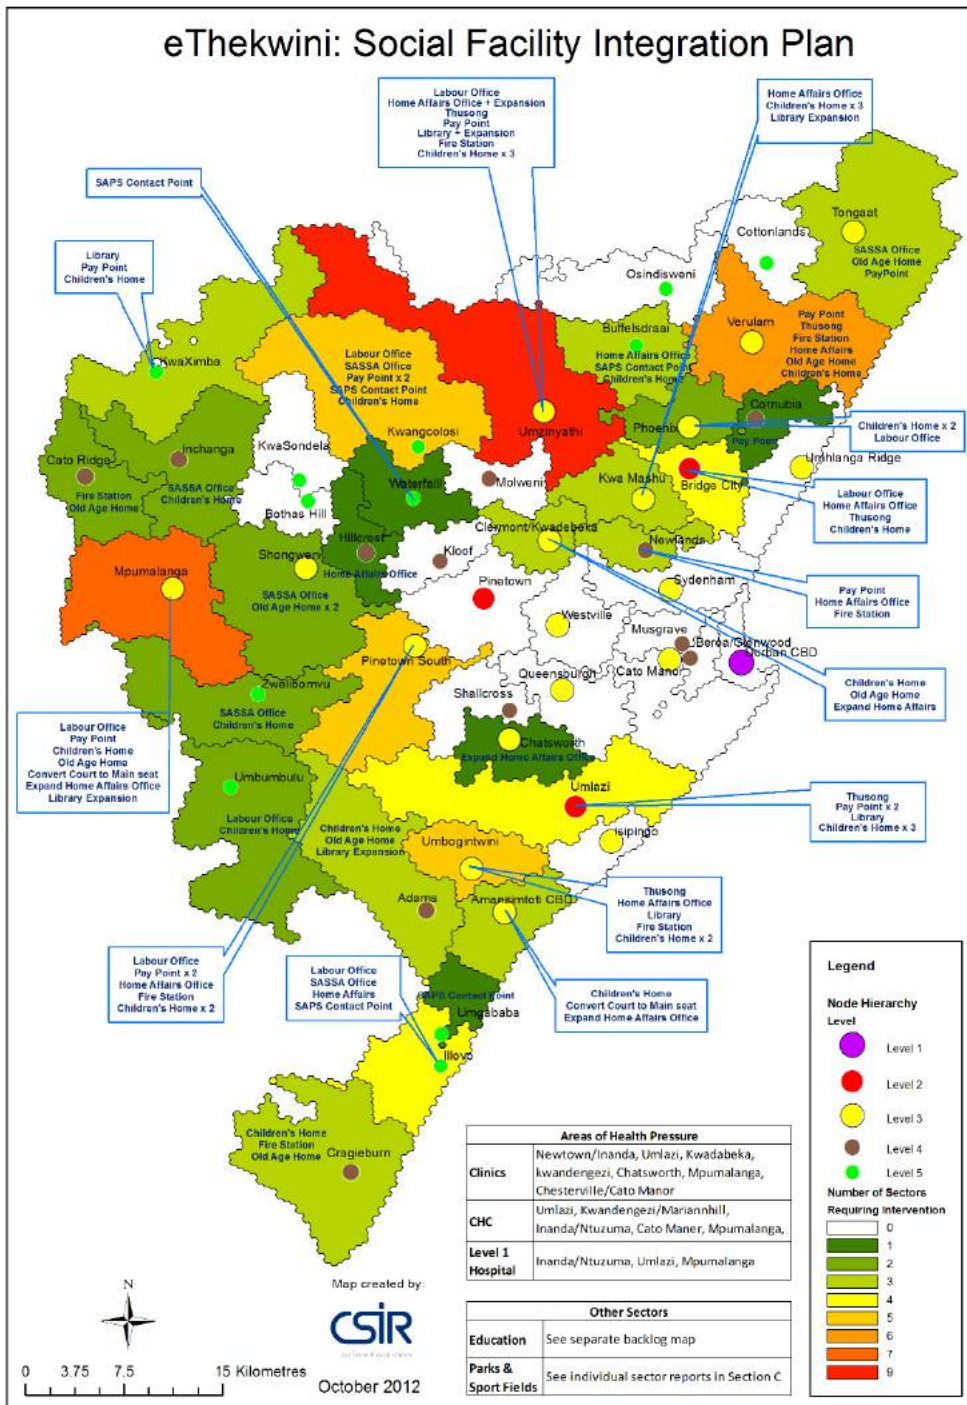 eThekwini: Social Facility Integration Plan
Labour Office
Home Affairs Office + Expansion
Thusong
Pay Point
Library + Expansion
Fire Station
Children's Home x 3
Home Affairs Office
Children's Home x 3
Library Expansion
SAPS Contact Point
Library
Pay Point
Children's Home
Tongaat
SASSA Office
Old Age Home
PayPoint
Cottonlands
Osindisweni
Verulam
Pay Point
Thusong
Fire Station
Home Affairs
Old Age Home
Children's Home
Buffelsdraai
Home Affairs Office
SAPS Contact Point
Children's Home
KwaXimba
Labour Office
SASSA Office
Pay Point x 2
SAPS Contact Point
Children's Home
Umzinyathi
Phoenix
Cornubia
Pay Point
Children's Home x 2
Labour Office
Kwangcolosi
KwaSondela
Inchanga
SASSA Office
Children's Home
Cato Ridge
Fire Station
Old Age Home
Umhlanga Ridge
Molweni
Kwa Mashu
Bridge City
Waterfall
Bothas Hill
Labour Office
Home Affairs Office
Thusong
Children's Home
Clermont/Kwadebeka
Newlands
Hillcrest
Home Affairs Office
Kloof
Shongweni
SASSA Office
Old Age Home x 2
Mpumalanga
Pinetown
Sydenham
Pay Point
Home Affairs Office
Fire Station
Westville
Musgrave
Berea/Glenwood
Durban CBD
Cato Manor
Pinetown South
Queensburgh
Shallcross
Children's Home
Old Age Home
Expand Home Affairs
Zwelibomvu
SASSA Office
Children's Home
Labour Office
Pay Point
Children's Home
Old Age Home
Convert Court to Main seat
Expand Home Affairs Office
Library Expansion
Chatsworth
Expand Home Affairs Office
Umbumbulu
Labour Office
Children's Home
Umlazi
Thusong
Pay Point x 2
Library
Children's Home x 3
Isipingo
Children's Home
Old Age Home
Library Expansion
Umbogintwini
Adams
Amanzimtoti CBD
Thusong
Home Affairs Office
Library
Fire Station
Children's Home x 2
Labour Office
Pay Point x 2
Home Affairs Office
Fire Station
Children's Home x 2
Labour Office
SASSA Office
Home Affairs
SAPS Contact Point
SAPS Contact Point
Umgababa
Children's Home
Convert Court to Main seat
Expand Home Affairs Office
Illovo
Children's Home
Fire Station
Old Age Home
Cragieburn
Legend
Node Hierarchy
Level
Level 1
Level 2
Level 3
Level 4
Level 5
Number of Sectors
Requiring Intervention
0
1
2
3
4
5
6
7
9
Areas of Health Pressure
Clinics
Newtown/Inanda, Umlazi, Kwadabeka,
kwandengezi, Chatsworth, Mpumalanga,
Chesterville/Cato Manor
CHC
Umlazi, Kwandengezi/Mariannhill,
Inanda/Ntuzuma, Cato Maner, Mpumalanga,
Level 1
Hospital
Inanda/Ntuzuma, Umlazi, Mpumalanga
Other Sectors
Education
See separate backlog map
Parks &
Sport Fields
See individual sector reports in Section C
Map created by:
CSIR
October 2012
N
0 3.75 7.5 15 Kilometres